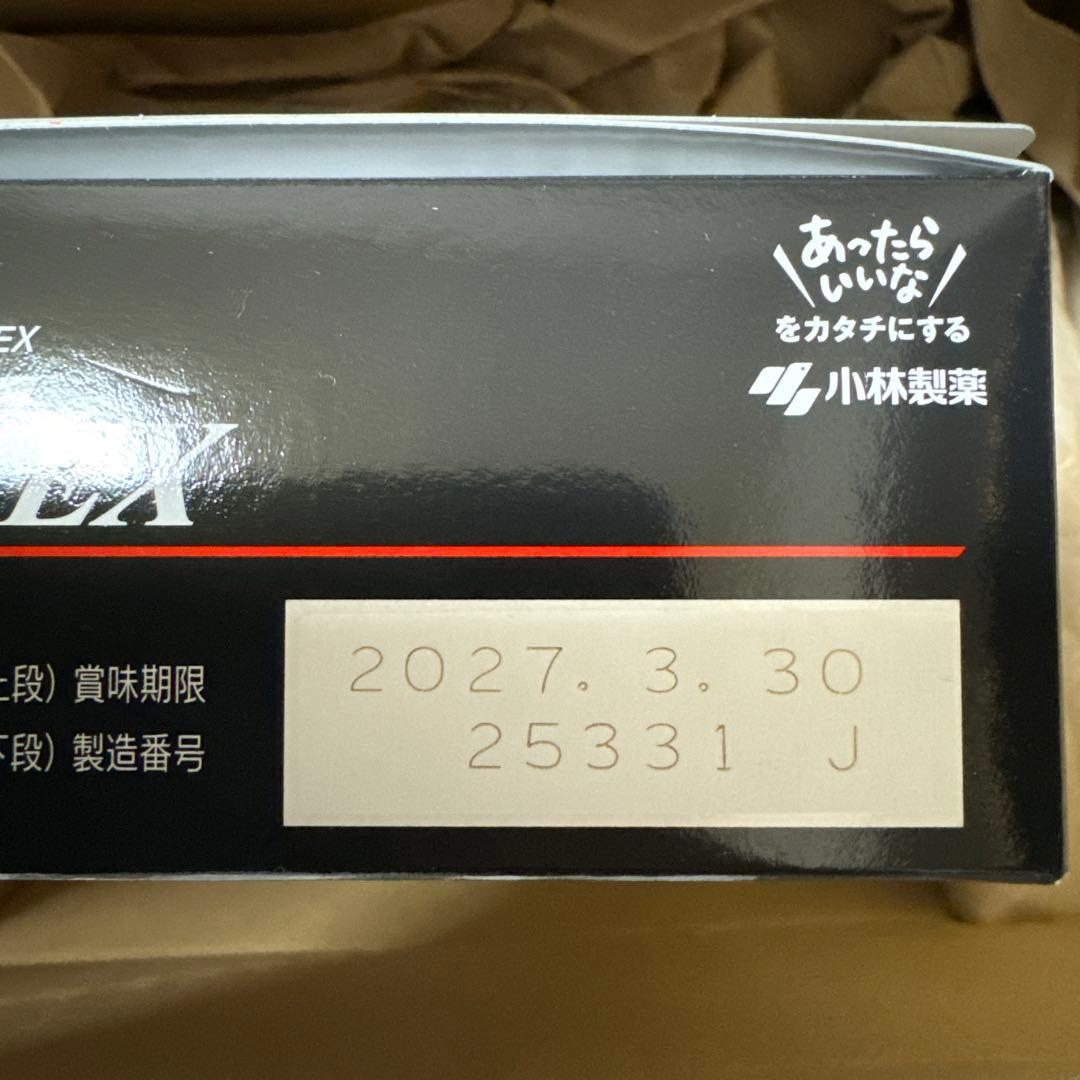 あったら
いいな
をカタチにする
小林製薬
EX
EX
上段) 賞味期限
2027. 3. 30
下段) 製造番号
25331 J